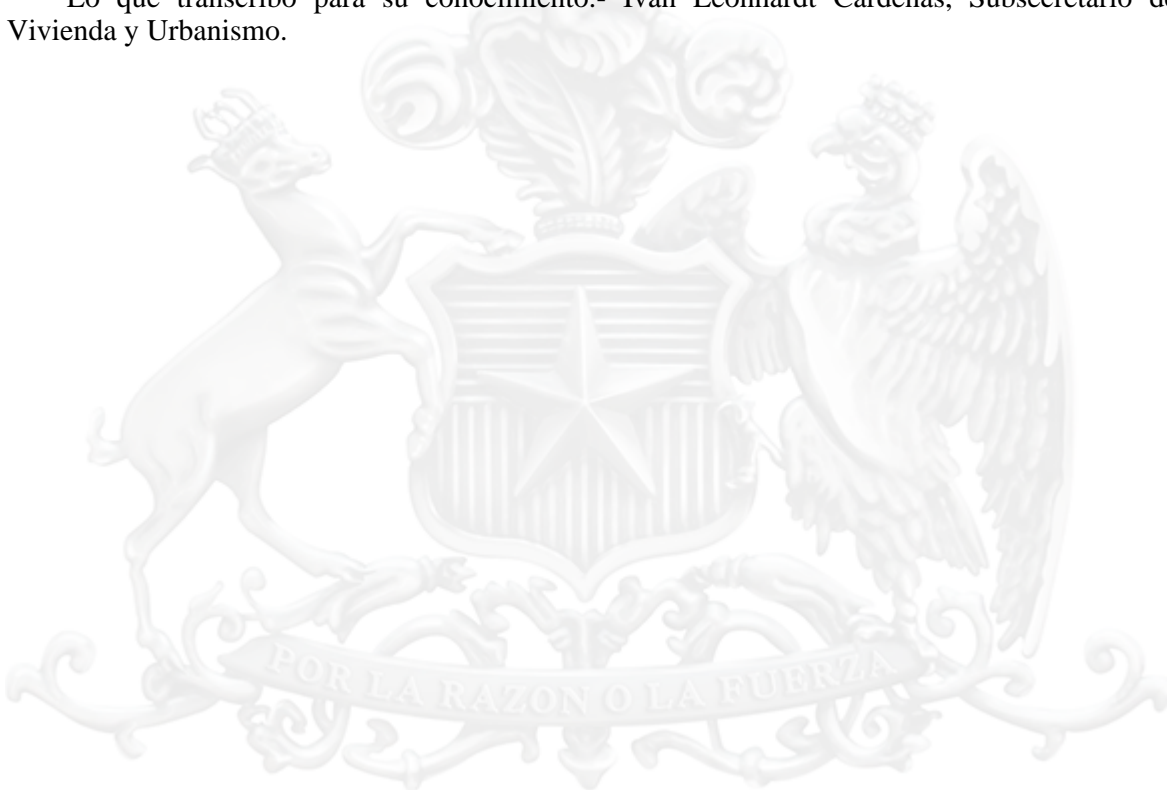 Lo que transcribo para su conocimiento.- Iván Leonhardt Cárdenas, Subsecretario de
Vivienda y Urbanismo.
POR LA RAZON O LA FUERZA